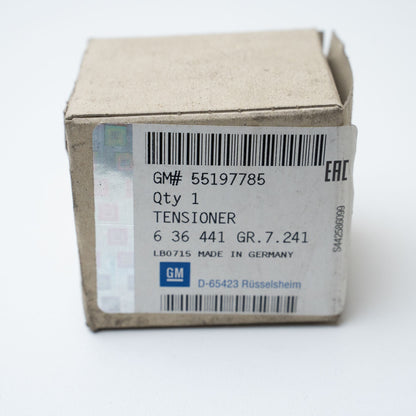 GM# 55197785
Qty 1
TENSIONER
6 36 441 GR.7.241
LB0715 MADE IN GERMANY
GM
D-65423 Rüsselsheim
EAC
S442586099